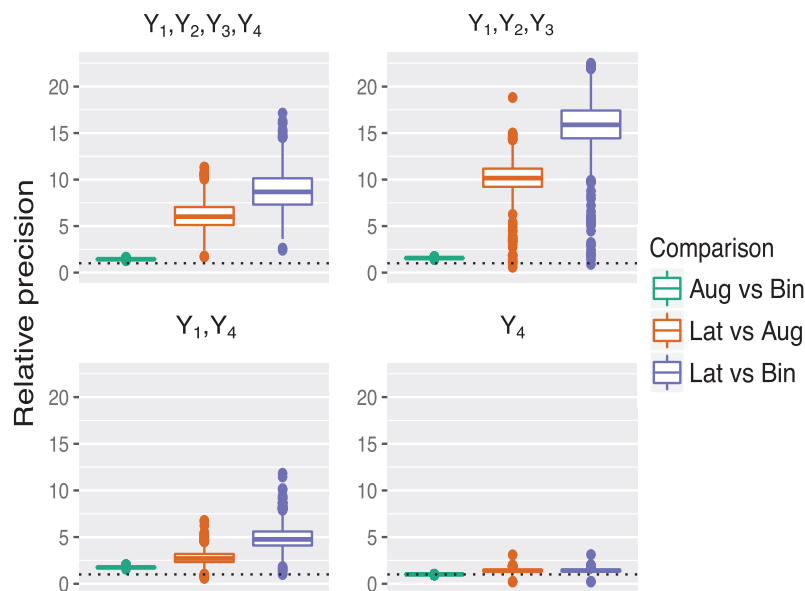 Y₁,Y₂,Y₃,Y₄
Y₁,Y₂,Y₃
20
15
10
5
0
20
15
10
5
0
Relative precision
Comparison
Aug vs Bin
Lat vs Aug
Lat vs Bin
Y₁,Y₄
Y₄
20
15
10
5
0
20
15
10
5
0